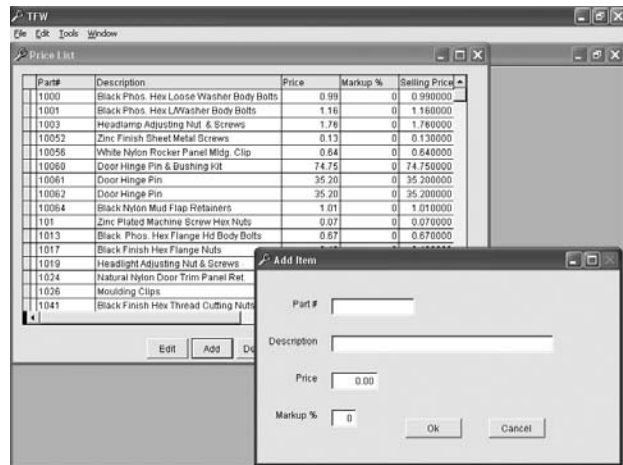 TFW
File Edit Tools Window
Price List
Part# Description Price Markup % Selling Price
1000 Black Phos. Hex Loose Washer Body Bolts 0.99 0 0.990000
1001 Black Phos. Hex L/Washer Body Bolts 1.16 0 1.160000
1003 Headlamp Adjusting Nut & Screws 1.76 0 1.760000
10052 Zinc Finish Sheet Metal Screws 0.13 0 0.130000
10056 White Nylon Rocker Panel Mldg. Clip 0.64 0 0.640000
10060 Door Hinge Pin & Bushing Kit 74.75 0 74.750000
10061 Door Hinge Pin 35.20 0 35.200000
10062 Door Hinge Pin 35.20 0 35.200000
10064 Black Nylon Mud Flap Retainers 1.01 0 1.010000
101 Zinc Plated Machine Screw Hex Nuts 0.07 0 0.070000
1013 Black Phos. Hex Flange Hd Body Bolts 0.67 0 0.670000
1017 Black Finish Hex Flange Nuts
1019 Headlight Adjusting Nut & Screws
1024 Natural Nylon Door Trim Panel Ret.
1026 Moulding Clips
1041 Black Finish Hex Thread Cutting Nuts
Edit Add
Add Item
Part #
Description
Price 0.00
Markup % 0
Ok Cancel